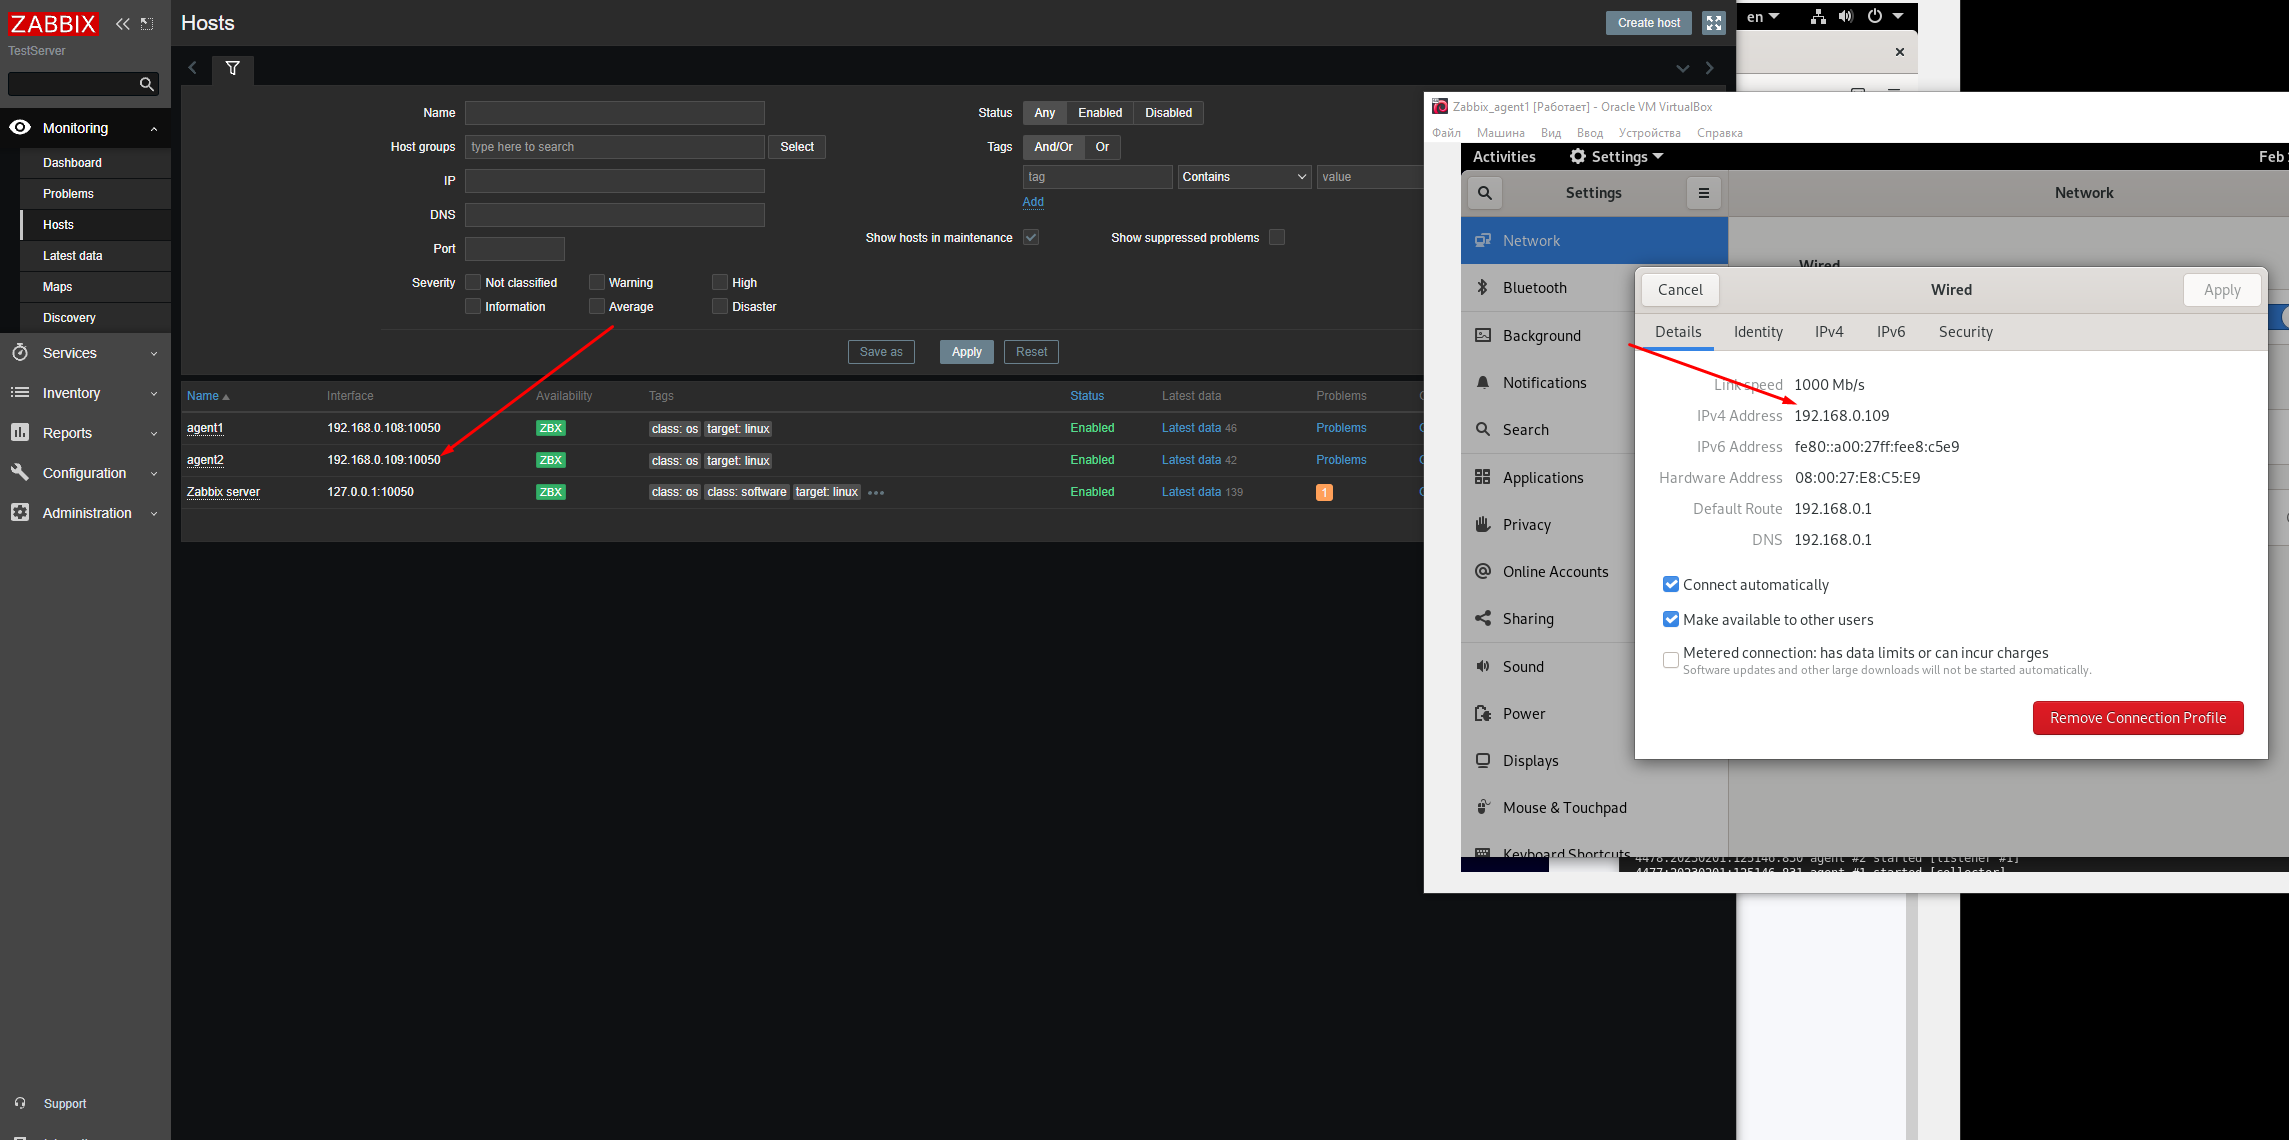 ZABBIX
TestServer
Monitoring
Dashboard
Problems
Hosts
Latest data
Maps
Discovery
Services
Inventory
Reports
Configuration
Administration
Support
Hosts
Create host
Name
Host groups
type here to search
Select
IP
DNS
Port
Severity
Not classified
Warning
High
Information
Average
Disaster
Status
Any
Enabled
Disabled
Tags
And/Or
Or
tag
Contains
value
Add
Show hosts in maintenance
Show suppressed problems
Save as
Apply
Reset
Name Interface Availability Tags Status Latest data Problems
agent1 192.168.0.108:10050 ZBX class: os target: linux Enabled Latest data 46 Problems
agent2 192.168.0.109:10050 ZBX class: os target: linux Enabled Latest data 42 Problems
Zabbix server 127.0.0.1:10050 ZBX class: os class: software target: linux ••• Enabled Latest data 139 1
en
Zabbix_agent1 [Работает] - Oracle VM VirtualBox
Файл Машина Вид Ввод Устройства Справка
Activities
Settings
Feb
Settings
Network
Network
Bluetooth
Background
Notifications
Search
Applications
Privacy
Online Accounts
Sharing
Sound
Power
Displays
Mouse & Touchpad
Keyboard Shortcuts
Wired
Cancel
Wired
Apply
Details Identity IPv4 IPv6 Security
Link speed 1000 Mb/s
IPv4 Address 192.168.0.109
IPv6 Address fe80::a00:27ff:fee8:c5e9
Hardware Address 08:00:27:E8:C5:E9
Default Route 192.168.0.1
DNS 192.168.0.1
Connect automatically
Make available to other users
Metered connection: has data limits or can incur charges
Software updates and other large downloads will not be started automatically.
Remove Connection Profile
4478:20230201:125146.830 agent #2 started [listener #1]
4477:20230201:125146.831 agent #1 started [collector]